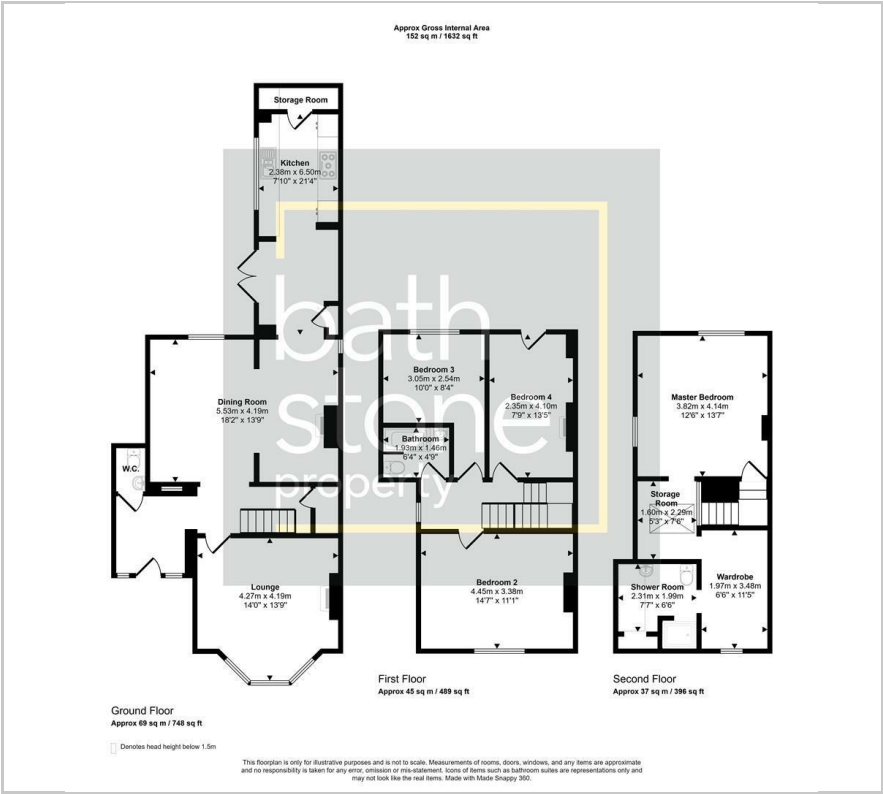 Approx Gross Internal Area
152 sq m / 1632 sq ft
Storage Room
Kitchen
2.38m x 6.50m
7'10" x 21'4"
Dining Room
5.53m x 4.19m
18'2" x 13'9"
W.C.
Lounge
4.27m x 4.19m
14'0" x 13'9"
Ground Floor
Approx 69 sq m / 748 sq ft
Denotes head height below 1.5m
bath
stone
property
Bedroom 3
3.05m x 2.54m
10'0" x 8'4"
Bedroom 4
2.35m x 4.10m
7'9" x 13'5"
Bathroom
1.93m x 1.46m
6'4" x 4'9"
Bedroom 2
4.45m x 3.38m
14'7" x 11'1"
First Floor
Approx 45 sq m / 489 sq ft
Master Bedroom
3.82m x 4.14m
12'6" x 13'7"
Storage
Room
1.60m x 2.29m
5'3" x 7'6"
Shower Room
2.31m x 1.99m
7'7" x 6'6"
Wardrobe
1.97m x 3.48m
6'6" x 11'5"
Second Floor
Approx 37 sq m / 396 sq ft
This floorplan is only for illustrative purposes and is not to scale. Measurements of rooms, doors, windows, and any items are approximate
and no responsibility is taken for any error, omission or mis-statement. Icons of items such as bathroom suites are representations only and
may not look like the real items. Made with Made Snappy 360.